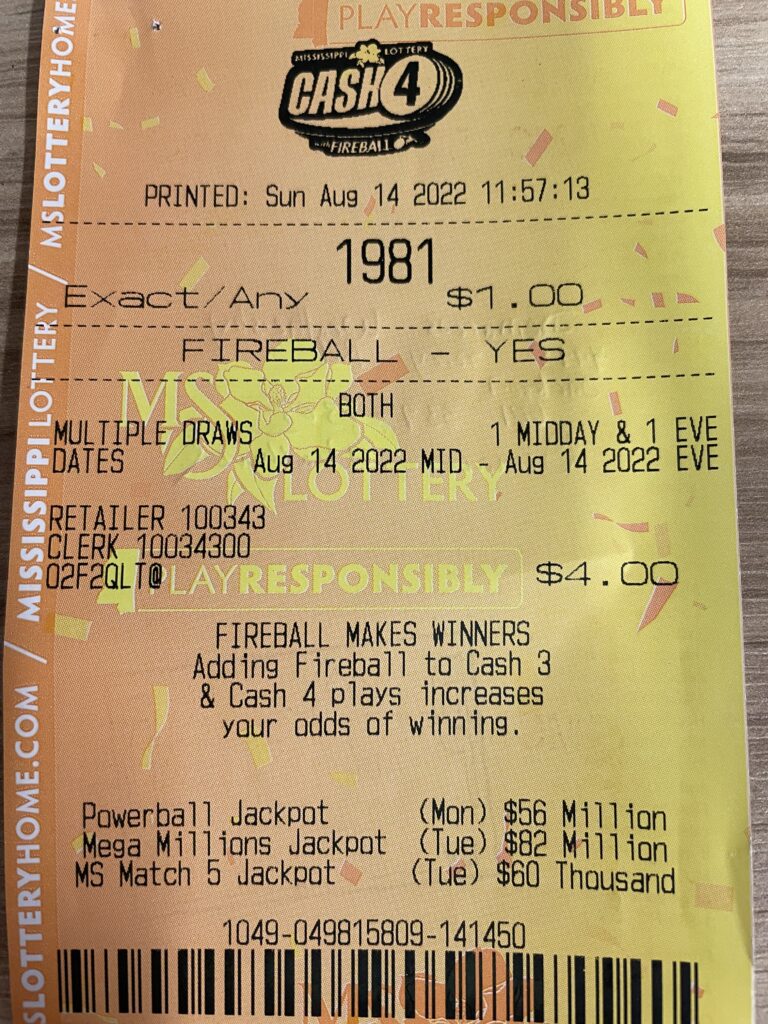 PLAYRESPONSIBLY
MISSISSIPPI LOTTERY
CASH 4
with FIREBALL
PRINTED: Sun Aug 14 2022 11:57:13
1981
Exact/Any $1.00
FIREBALL - YES
BOTH
MULTIPLE DRAWS 1 MIDDAY & 1 EVE
DATES Aug 14 2022 MID - Aug 14 2022 EVE
MS LOTTERY
RETAILER 100343
CLERK 10034300
02F2QLT@ $4.00
PLAYRESPONSIBLY
FIREBALL MAKES WINNERS
Adding Fireball to Cash 3
& Cash 4 plays increases
your odds of winning.
Powerball Jackpot (Mon) $56 Million
Mega Millions Jackpot (Tue) $82 Million
MS Match 5 Jackpot (Tue) $60 Thousand
1049-049815809-141450
MS
SLOTTERYHOME.COM / MISSISSIPPI LOTTERY / MSLOTTERYHOME